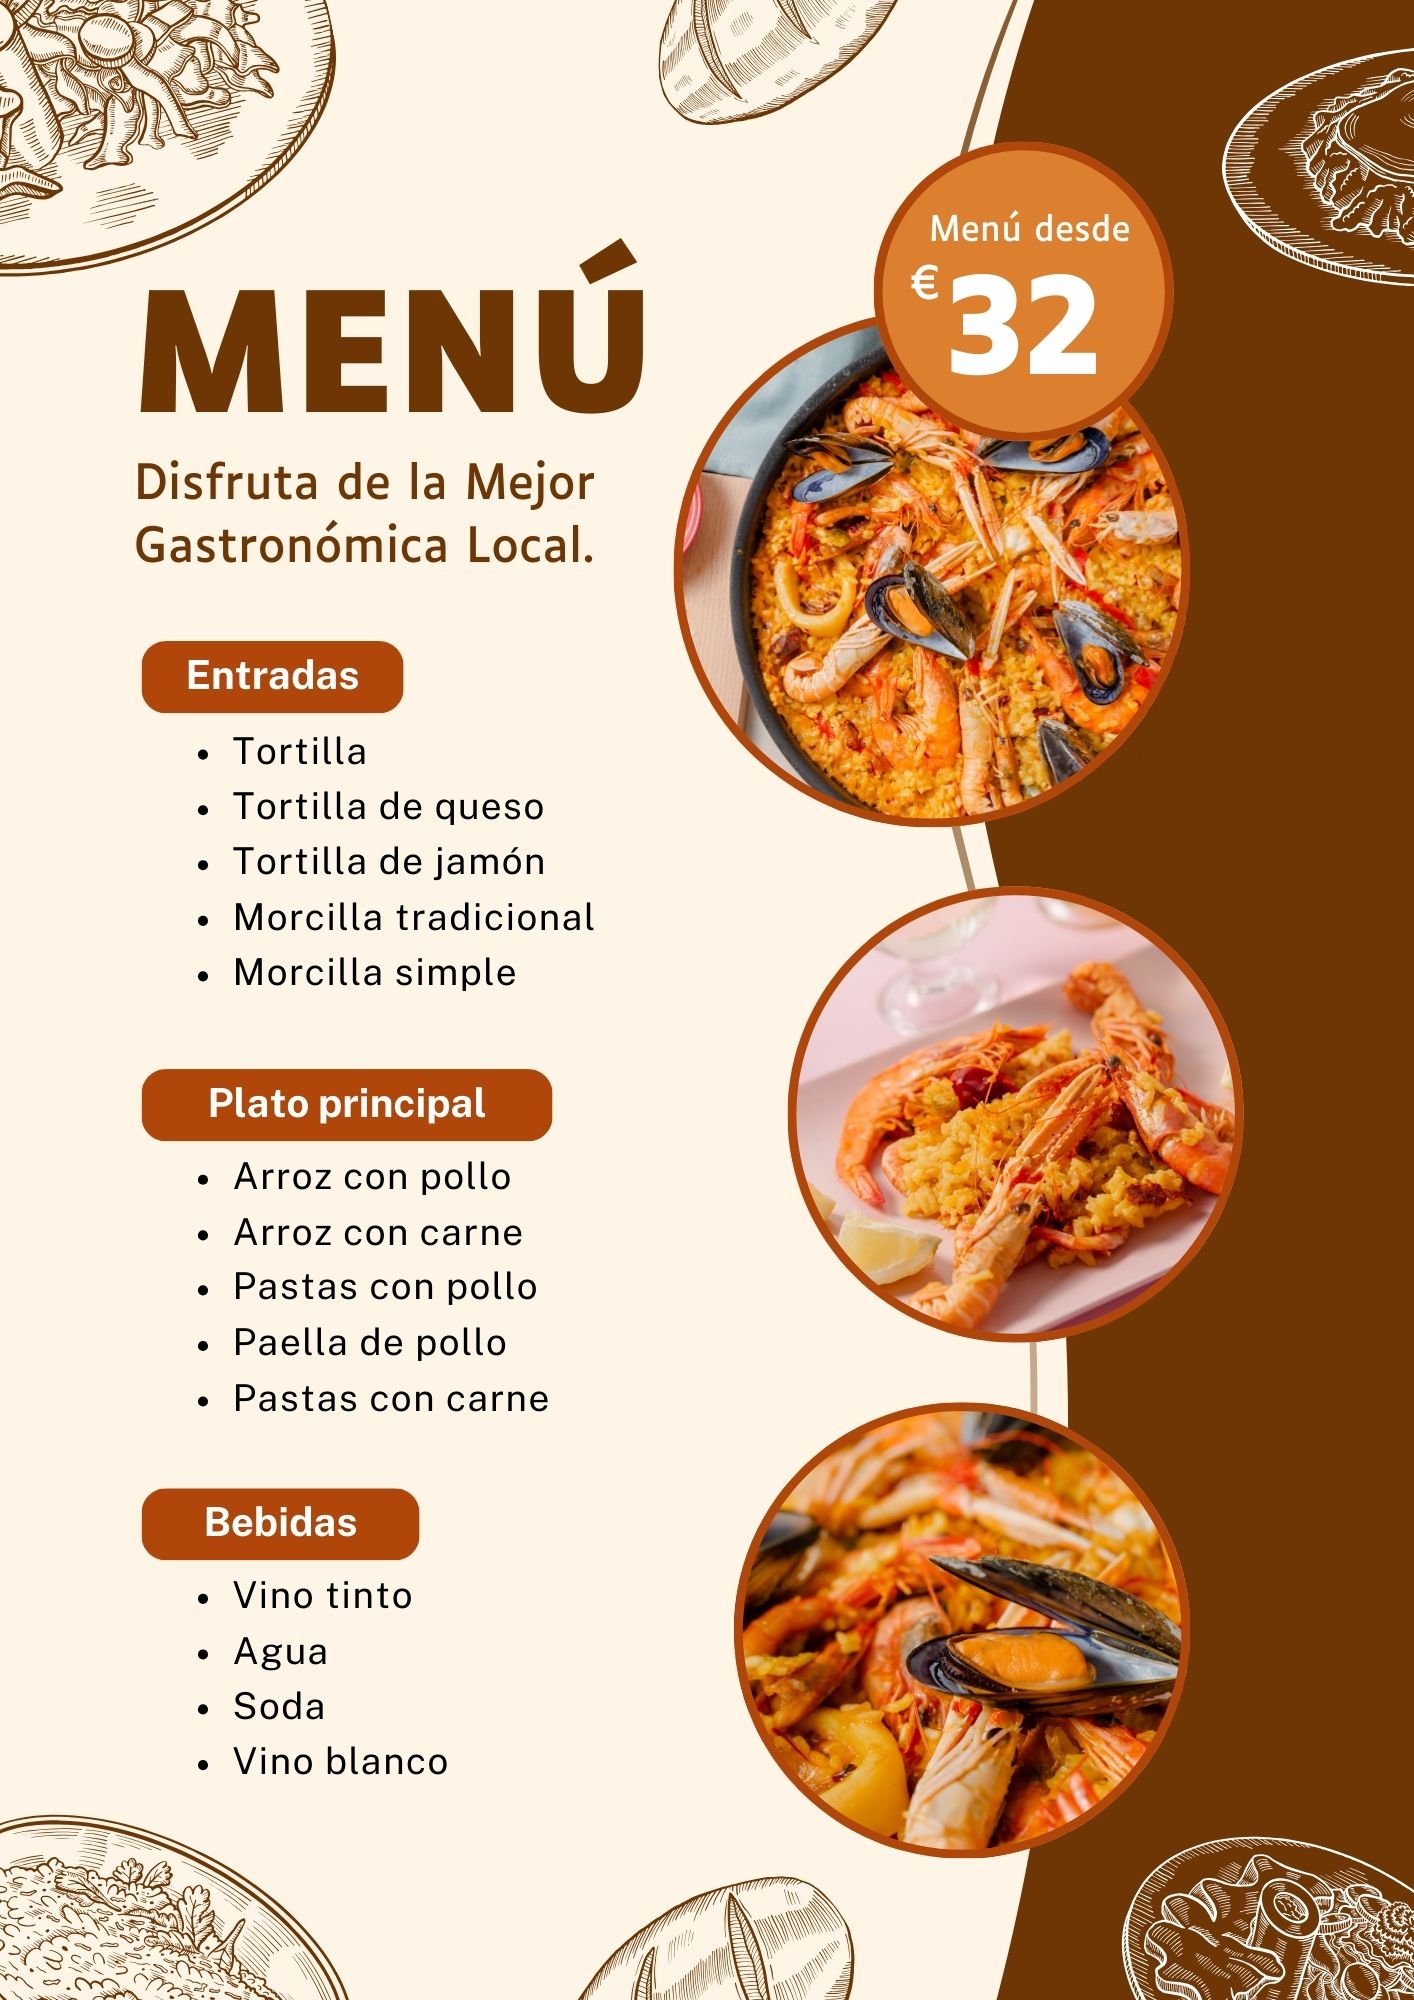 Menú desde
€ 32
MENÚ
Disfruta de la Mejor
Gastronómica Local.
Entradas
• Tortilla
• Tortilla de queso
• Tortilla de jamón
• Morcilla tradicional
• Morcilla simple
Plato principal
• Arroz con pollo
• Arroz con carne
• Pastas con pollo
• Paella de pollo
• Pastas con carne
Bebidas
• Vino tinto
• Agua
• Soda
• Vino blanco